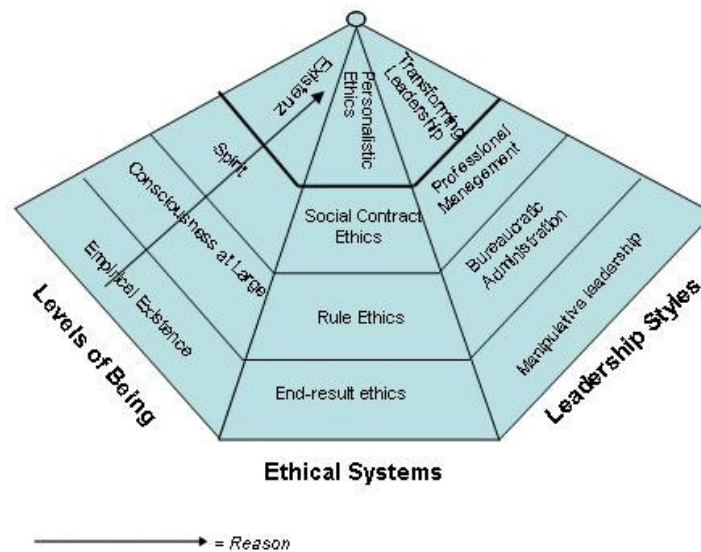 Existenz
Personalistic
Ethics
Transforming
Leadership
Spirit
Social Contract
Ethics
Professional
Management
Consciousness at Large
Rule Ethics
Bureaucratic
Administration
Empirical Existence
End-result ethics
Manipulative leadership
Levels of Being
Ethical Systems
Leadership Styles
= Reason